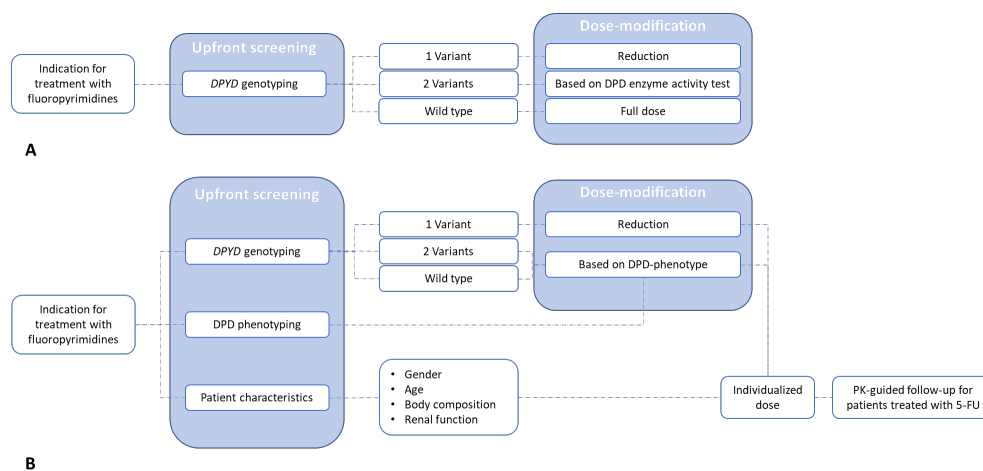 Upfront screening
Dose-modification
Indication for
treatment with
fluoropyrimidines
DPYD genotyping
1 Variant
2 Variants
Wild type
Reduction
Based on DPD enzyme activity test
Full dose
A
Upfront screening
Dose-modification
Indication for
treatment with
fluoropyrimidines
DPYD genotyping
1 Variant
2 Variants
Wild type
Reduction
Based on DPD-phenotype
DPD phenotyping
Patient characteristics
• Gender
• Age
• Body composition
• Renal function
Individualized
dose
PK-guided follow-up for
patients treated with 5-FU
B